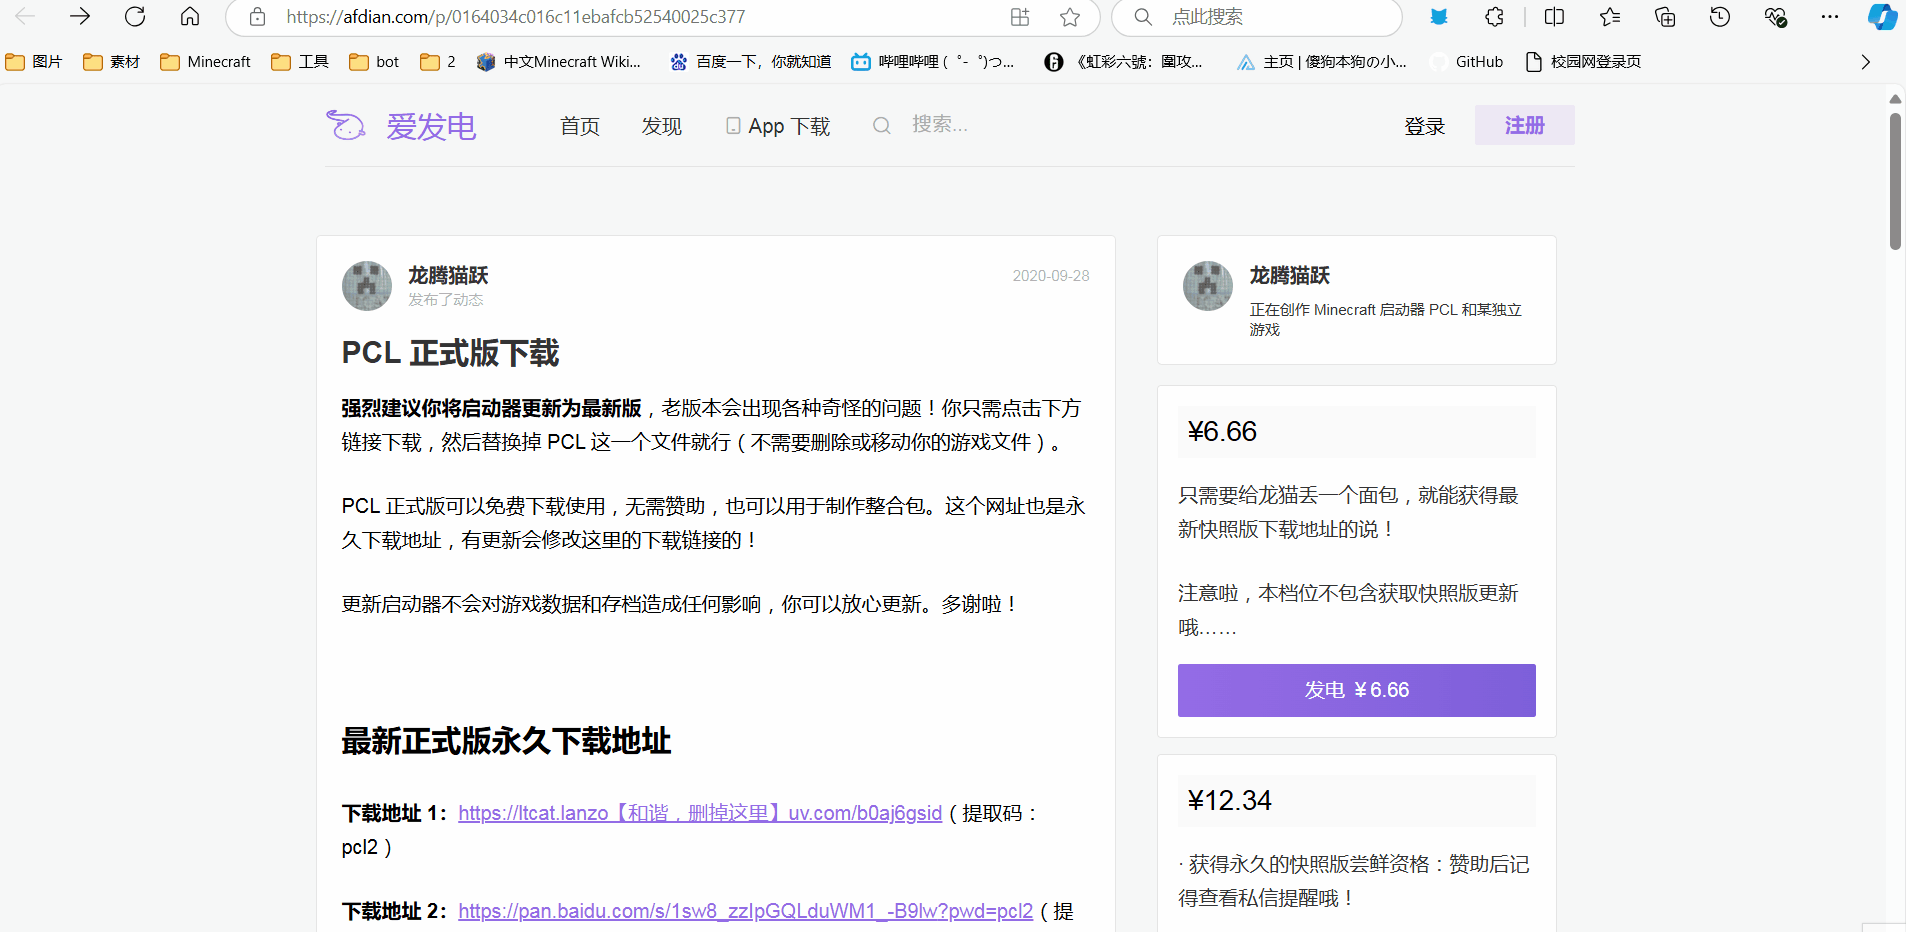 https://afdian.com/p/0164034c016c11ebafcb52540025c377
点此搜索
图片
素材
Minecraft
工具
bot
2
中文Minecraft Wiki...
百度一下，你就知道
哔哩哔哩 ( ゜- ゜)つ...
《虹彩六號：圍攻...
主页 | 傻狗本狗の小...
GitHub
校园网登录页
爱发电
首页
发现
App 下载
搜索...
登录
注册
龙腾猫跃
发布了动态
2020-09-28
PCL 正式版下载
强烈建议你将启动器更新为最新版，老版本会出现各种奇怪的问题！你只需点击下方
链接下载，然后替换掉 PCL 这一个文件就行（不需要删除或移动你的游戏文件）。
PCL 正式版可以免费下载使用，无需赞助，也可以用于制作整合包。这个网址也是永
久下载地址，有更新会修改这里的下载链接的！
更新启动器不会对游戏数据和存档造成任何影响，你可以放心更新。多谢啦！
最新正式版永久下载地址
下载地址 1：https://ltcat.lanzo【和谐，删掉这里】uv.com/b0aj6gsid（提取码：
pcl2）
下载地址 2：https://pan.baidu.com/s/1sw8_zzIpGQLduWM1_-B9lw?pwd=pcl2（提
龙腾猫跃
正在创作 Minecraft 启动器 PCL 和某独立
游戏
¥6.66
只需要给龙猫丢一个面包，就能获得最
新快照版下载地址的说！
注意啦，本档位不包含获取快照版更新
哦……
发电 ￥6.66
¥12.34
· 获得永久的快照版尝鲜资格：赞助后记
得查看私信提醒哦！